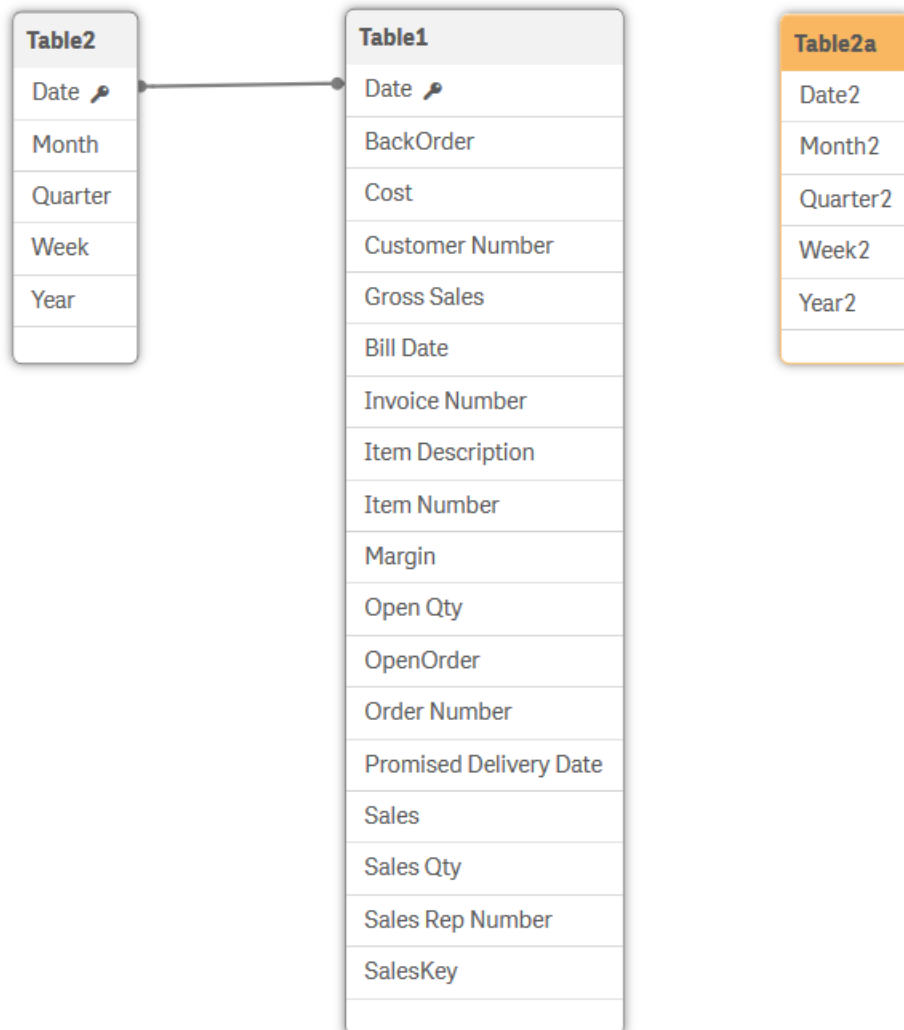 Table2
Date
Month
Quarter
Week
Year
Table1
Date
BackOrder
Cost
Customer Number
Gross Sales
Bill Date
Invoice Number
Item Description
Item Number
Margin
Open Qty
OpenOrder
Order Number
Promised Delivery Date
Sales
Sales Qty
Sales Rep Number
SalesKey
Table2a
Date2
Month2
Quarter2
Week2
Year2